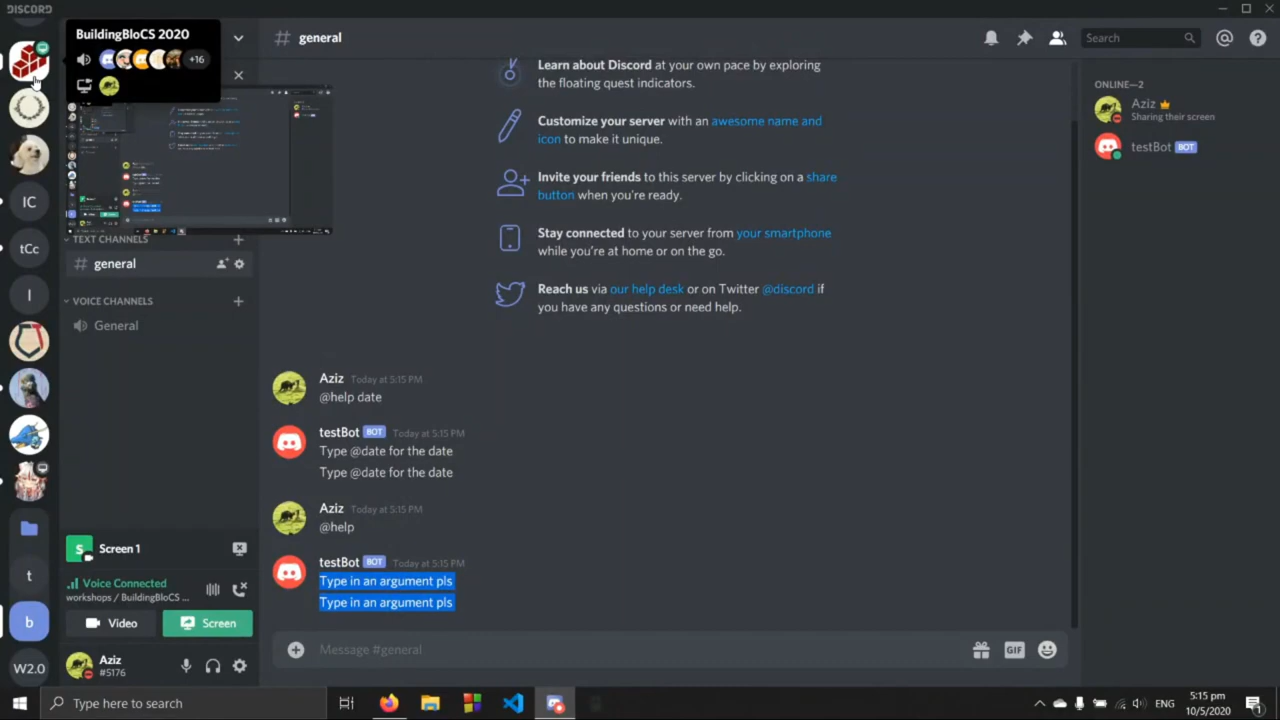 DISCORD
BuildingBloCS 2020
+16
IC
tCc
I
t
b
W2.0
TEXT CHANNELS
general
VOICE CHANNELS
General
S
Screen 1
Voice Connected
workshops / BuildingBloCS ...
Video
Screen
Aziz
#5176
# general
Search
Learn about Discord at your own pace by exploring
the floating quest indicators.
Customize your server with an awesome name and
icon to make it unique.
Invite your friends to this server by clicking on a share
button when you're ready.
Stay connected to your server from your smartphone
while you're at home or on the go.
Reach us via our help desk or on Twitter @discord if
you have any questions or need help.
Aziz Today at 5:15 PM
@help date
testBot BOT Today at 5:15 PM
Type @date for the date
Type @date for the date
Aziz Today at 5:15 PM
@help
testBot BOT Today at 5:15 PM
Type in an argument pls
Type in an argument pls
Message #general
GIF
ONLINE—2
Aziz
Sharing their screen
testBot BOT
Type here to search
ENG
5:15 pm
10/5/2020
1